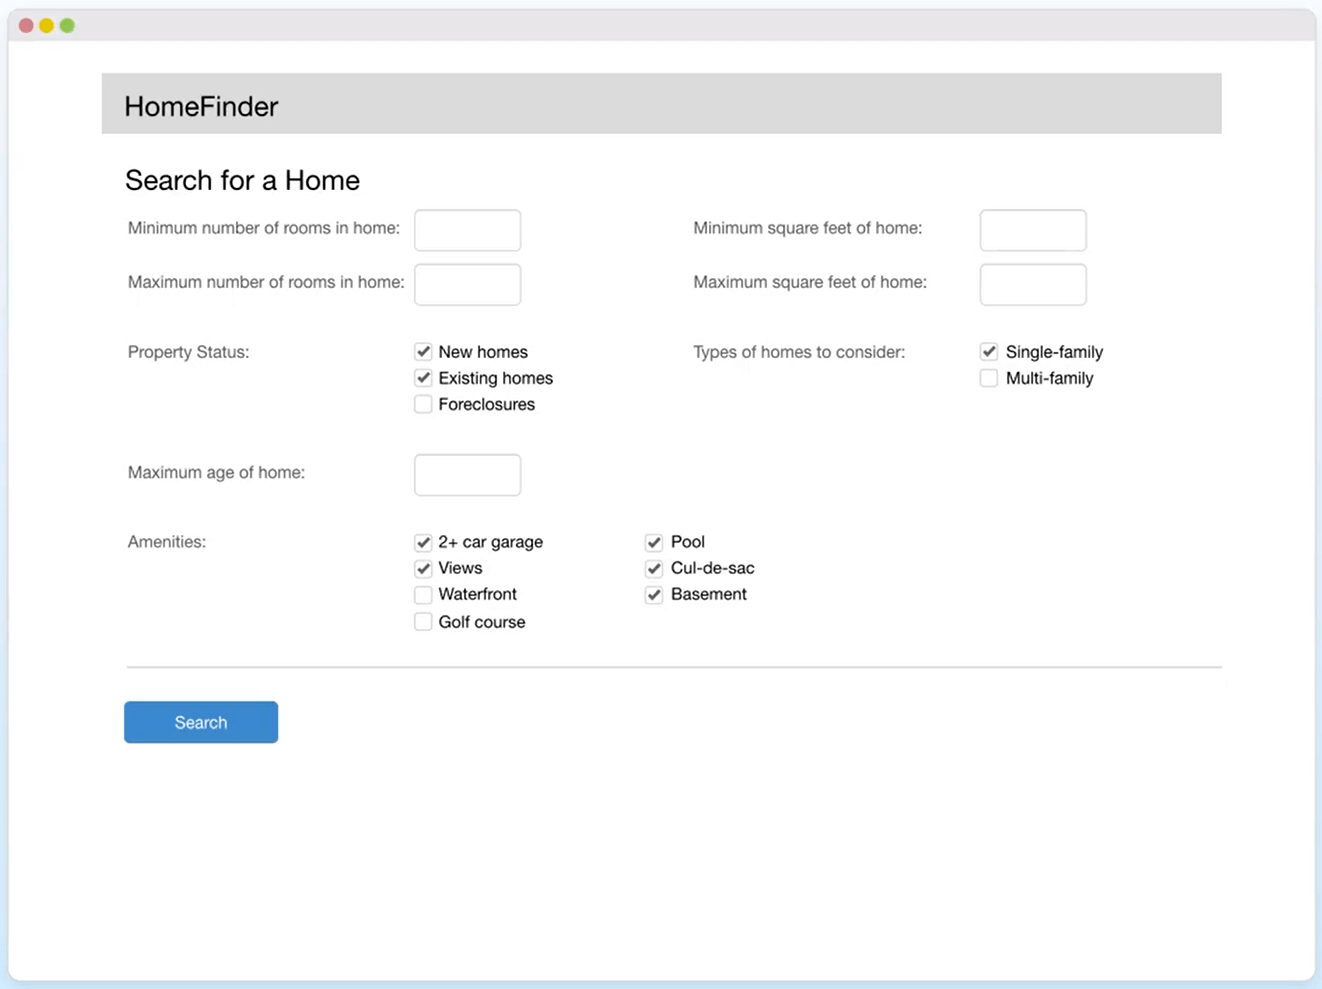 HomeFinder
Search for a Home
Minimum number of rooms in home:
Minimum square feet of home:
Maximum number of rooms in home:
Maximum square feet of home:
Property Status:
New homes
Existing homes
Foreclosures
Types of homes to consider:
Single-family
Multi-family
Maximum age of home:
Amenities:
2+ car garage
Views
Waterfront
Golf course
Pool
Cul-de-sac
Basement
Search